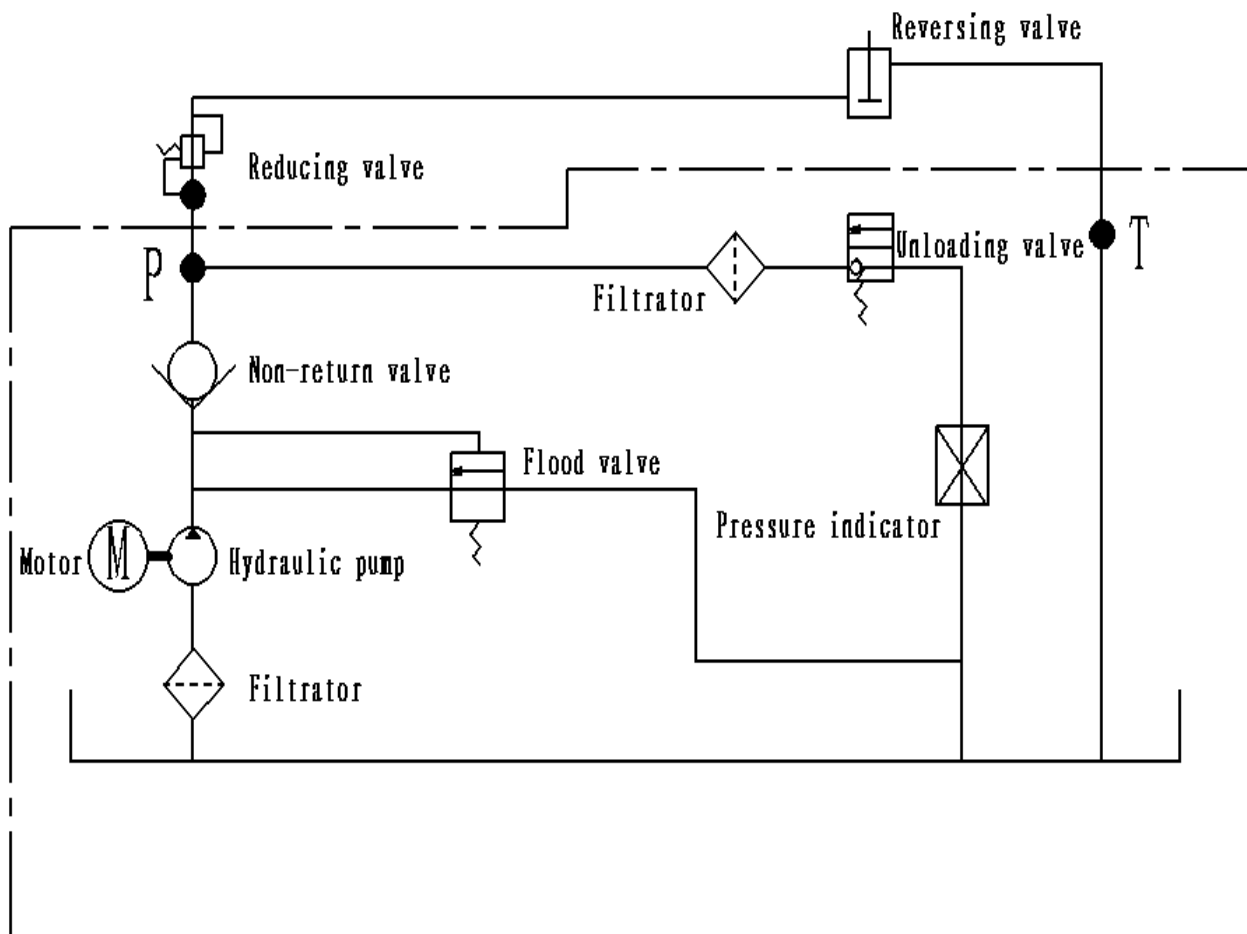 Reversing valve
Reducing valve
P
Unloading valve
T
Filtrator
Non-return valve
Flood valve
Pressure indicator
Motor
M
Hydraulic pump
Filtrator